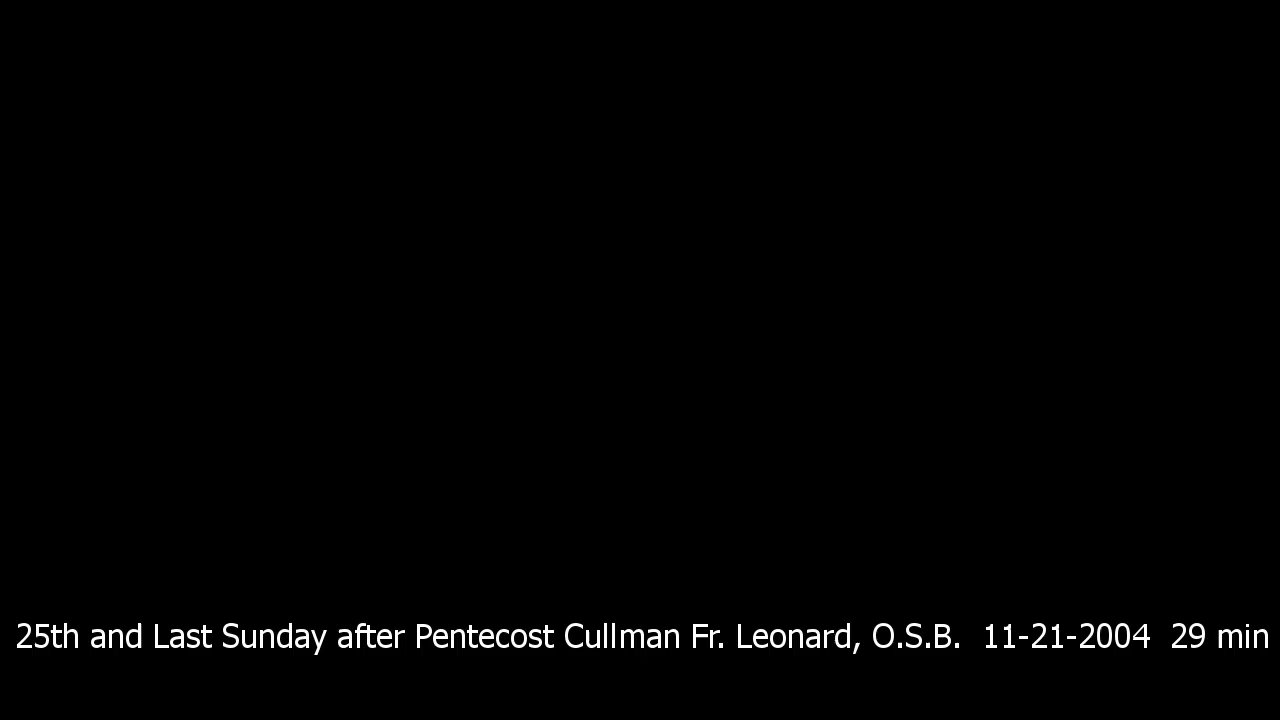 25th and Last Sunday after Pentecost Cullman Fr. Leonard, O.S.B.  11-21-2004  29 min